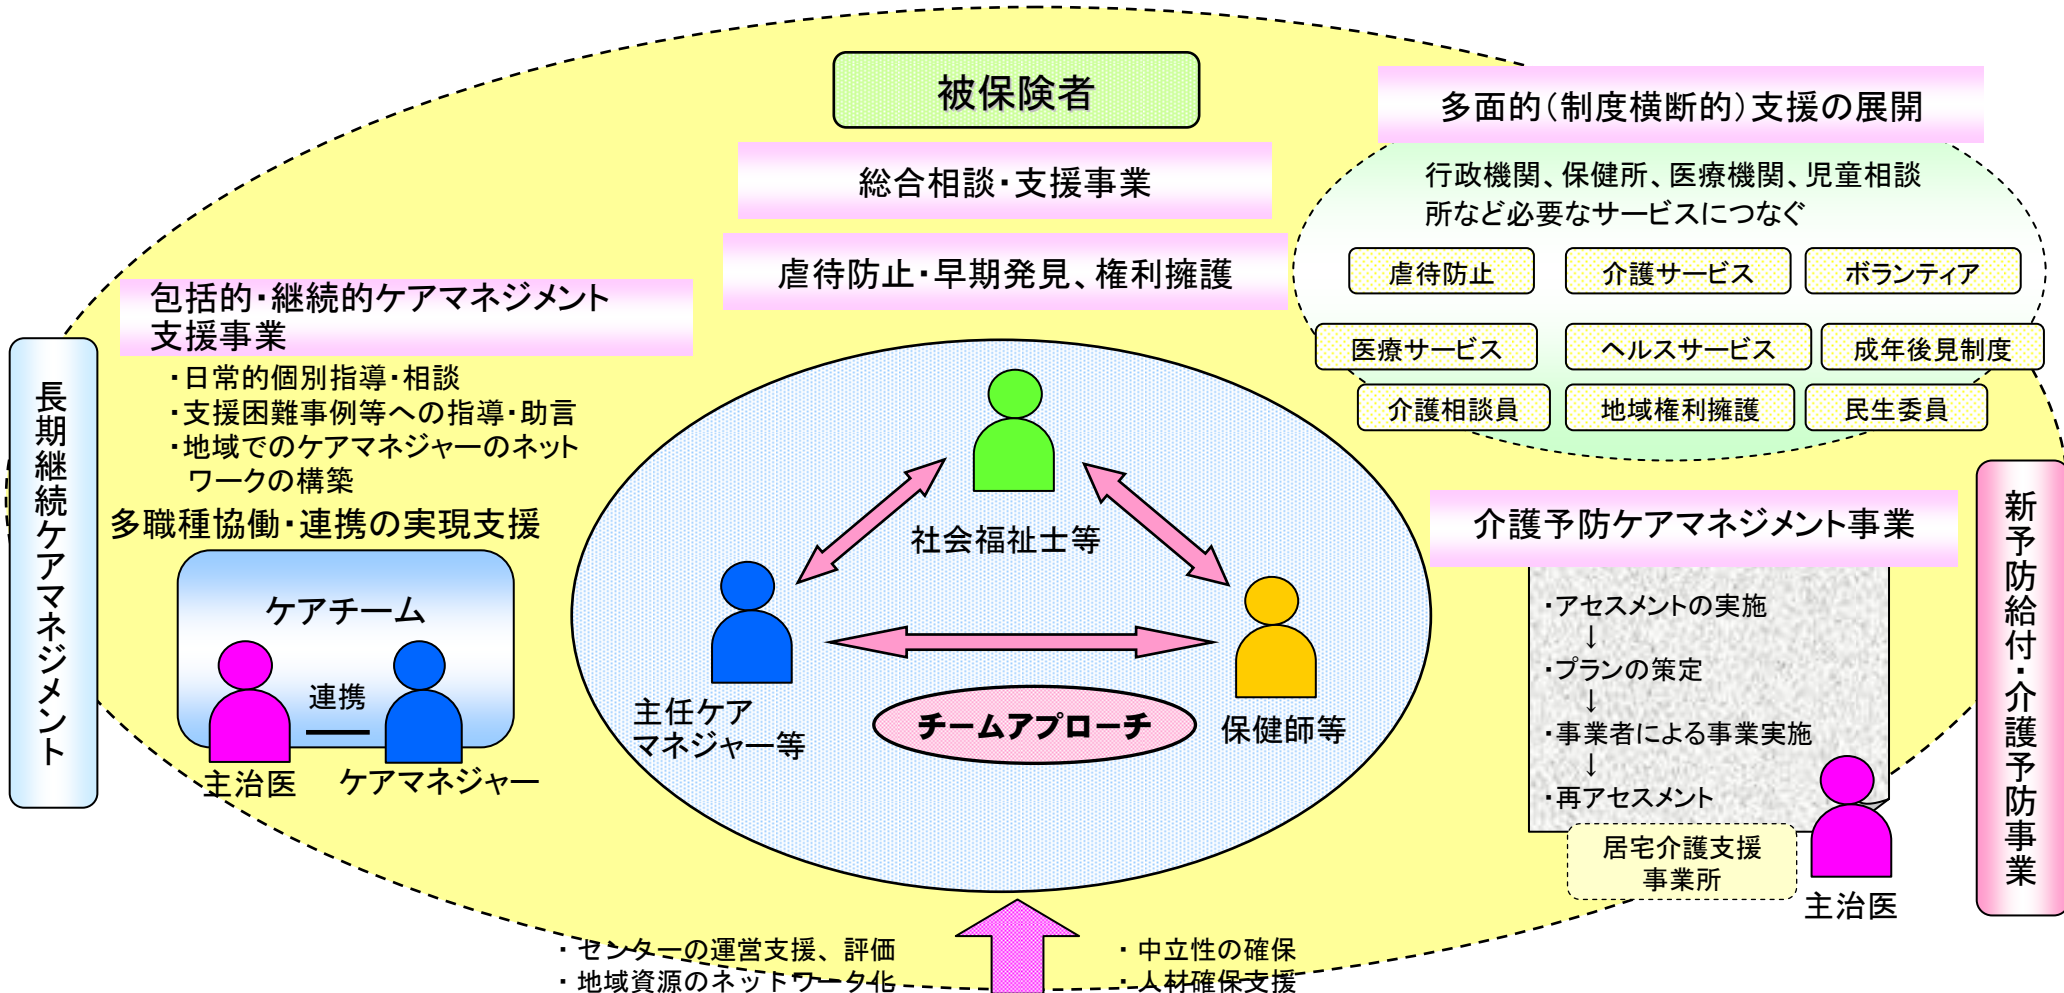 被保険者
総合相談・支援事業
虐待防止・早期発見、権利擁護
多面的（制度横断的）支援の展開
行政機関、保健所、医療機関、児童相談
所など必要なサービスにつなぐ
虐待防止
介護サービス
ボランティア
医療サービス
ヘルスサービス
成年後見制度
介護相談員
地域権利擁護
民生委員
包括的・継続的ケアマネジメント
支援事業
・日常的個別指導・相談
・支援困難事例等への指導・助言
・地域でのケアマネジャーのネット
ワークの構築
多職種協働・連携の実現支援
ケアチーム
連携
主治医
ケアマネジャー
長期継続ケアマネジメント
社会福祉士等
主任ケア
マネジャー等
保健師等
チームアプローチ
介護予防ケアマネジメント事業
・アセスメントの実施
↓
・プランの策定
↓
・事業者による事業実施
↓
・再アセスメント
居宅介護支援
事業所
主治医
新予防給付・介護予防事業
・センターの運営支援、評価
・地域資源のネットワーク化
・中立性の確保
・人材確保支援